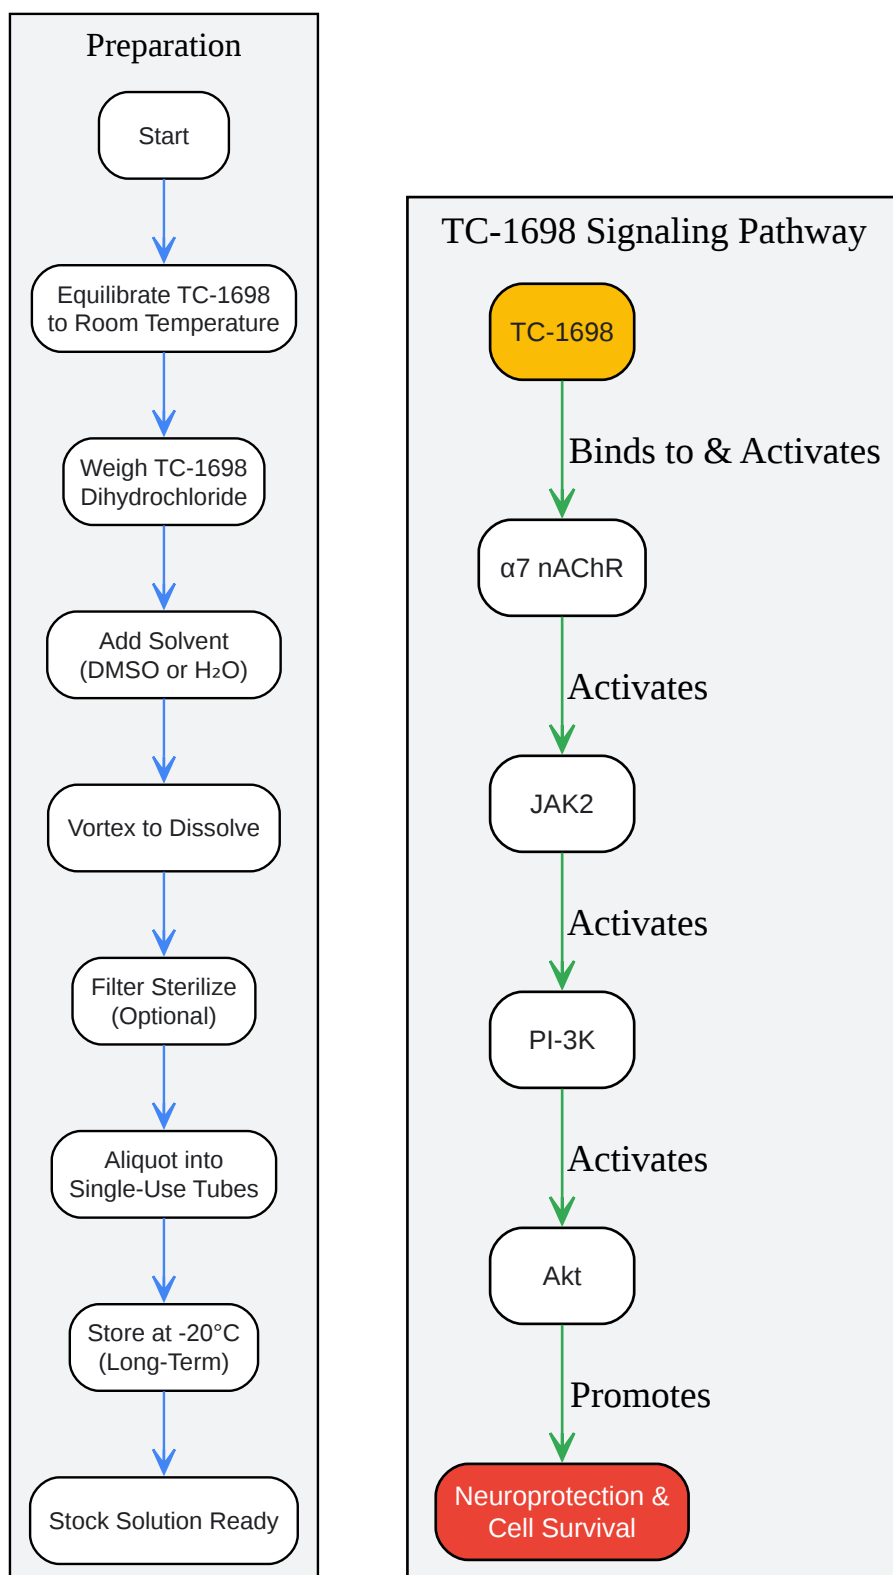 Preparation
Start
Equilibrate TC-1698
to Room Temperature
Weigh TC-1698
Dihydrochloride
Add Solvent
(DMSO or H₂O)
Vortex to Dissolve
Filter Sterilize
(Optional)
Aliquot into
Single-Use Tubes
Store at -20°C
(Long-Term)
Stock Solution Ready
TC-1698 Signaling Pathway
TC-1698
Binds to & Activates
α7 nAChR
Activates
JAK2
Activates
PI-3K
Activates
Akt
Promotes
Neuroprotection &
Cell Survival